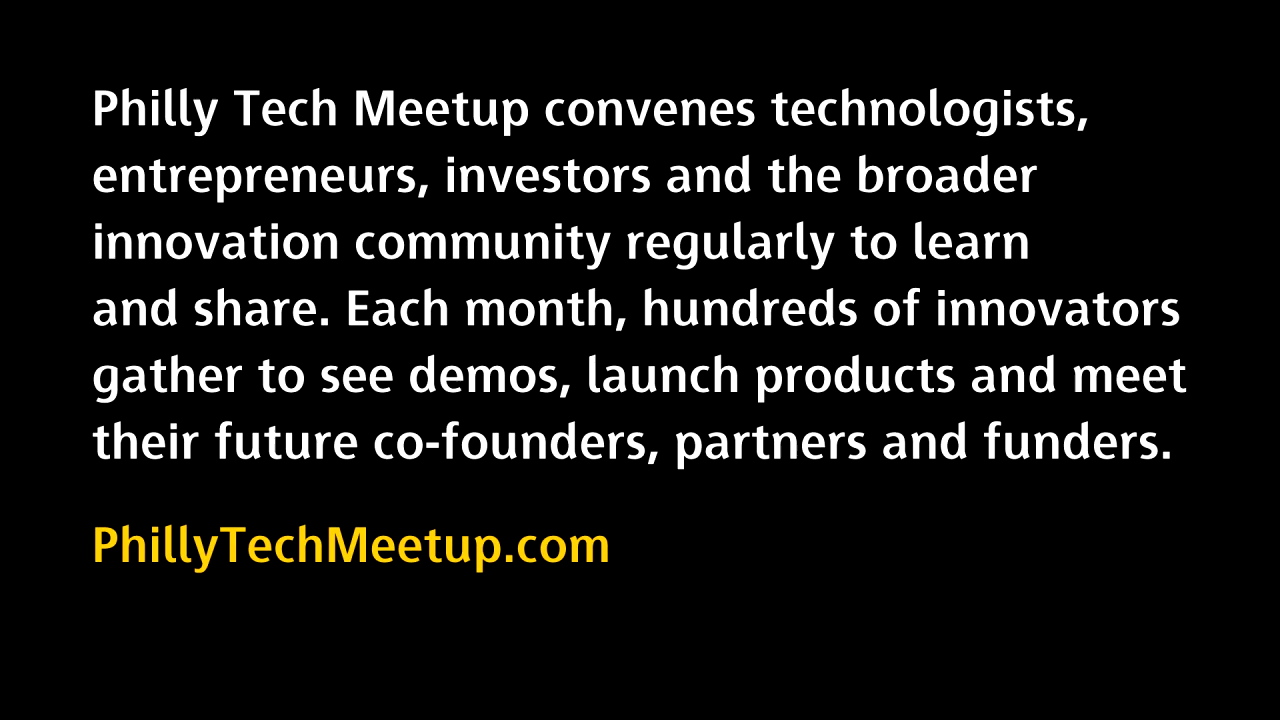 Philly Tech Meetup convenes technologists,
entrepreneurs, investors and the broader
innovation community regularly to learn
and share. Each month, hundreds of innovators
gather to see demos, launch products and meet
their future co-founders, partners and funders.
PhillyTechMeetup.com